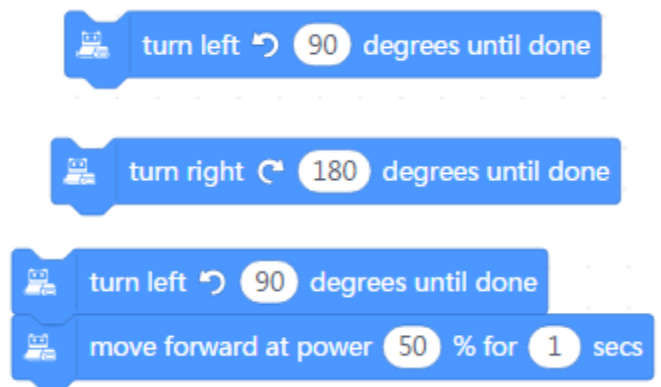 turn left 90 degrees until done
turn right 180 degrees until done
turn left 90 degrees until done
move forward at power 50 % for 1 secs